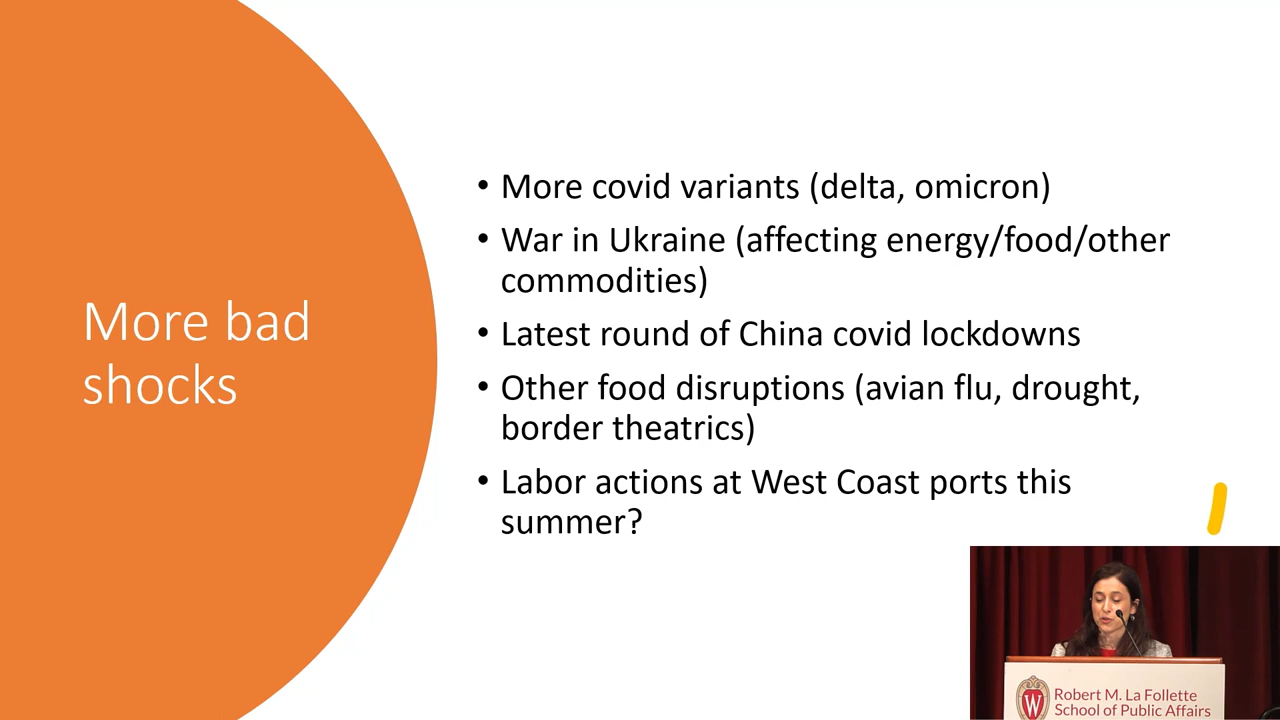 More bad
shocks
• More covid variants (delta, omicron)
• War in Ukraine (affecting energy/food/other
commodities)
• Latest round of China covid lockdowns
• Other food disruptions (avian flu, drought,
border theatrics)
• Labor actions at West Coast ports this
summer?
W
Robert M. La Follette
School of Public Affairs